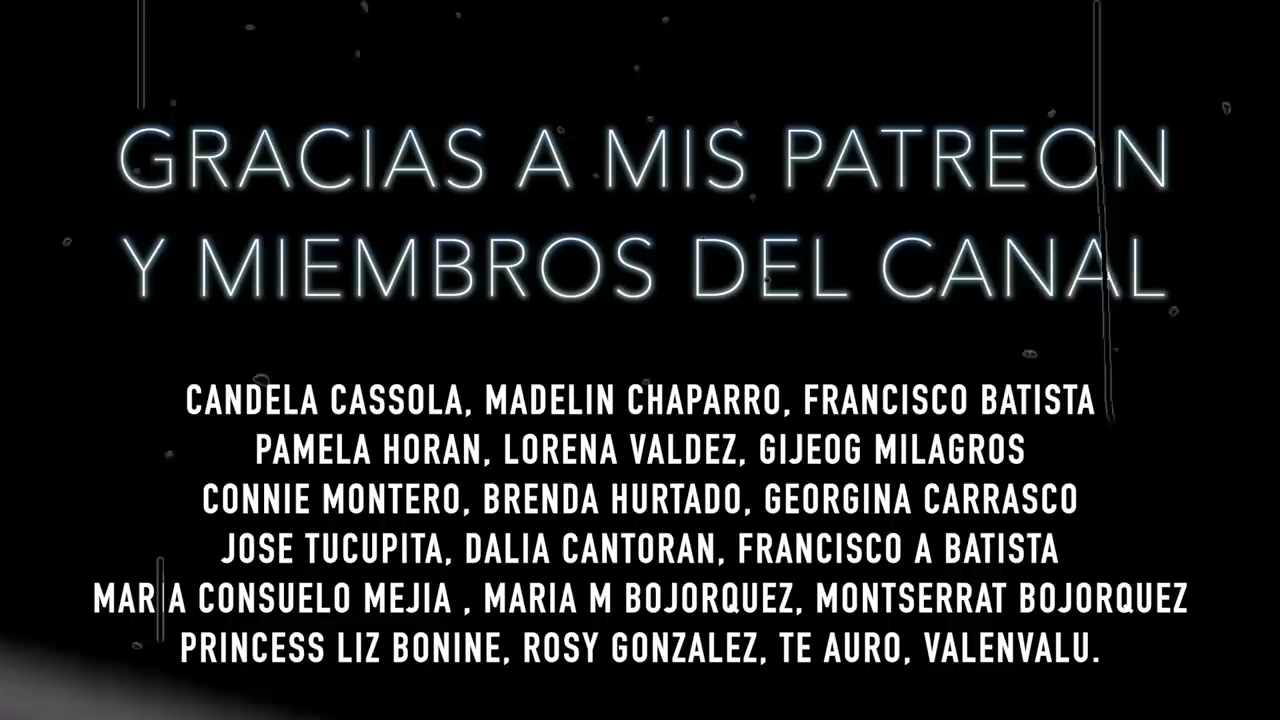 GRACIAS A MIS PATREON
Y MIEMBROS DEL CANAL
CANDELA CASSOLA, MADELIN CHAPARRO, FRANCISCO BATISTA
PAMELA HORAN, LORENA VALDEZ, GIJEOG MILAGROS
CONNIE MONTERO, BRENDA HURTADO, GEORGINA CARRASCO
JOSE TUCUPITA, DALIA CANTORAN, FRANCISCO A BATISTA
MARIA CONSUELO MEJIA , MARIA M BOJORQUEZ, MONTSERRAT BOJORQUEZ
PRINCESS LIZ BONINE, ROSY GONZALEZ, TE AURO, VALENVALU.